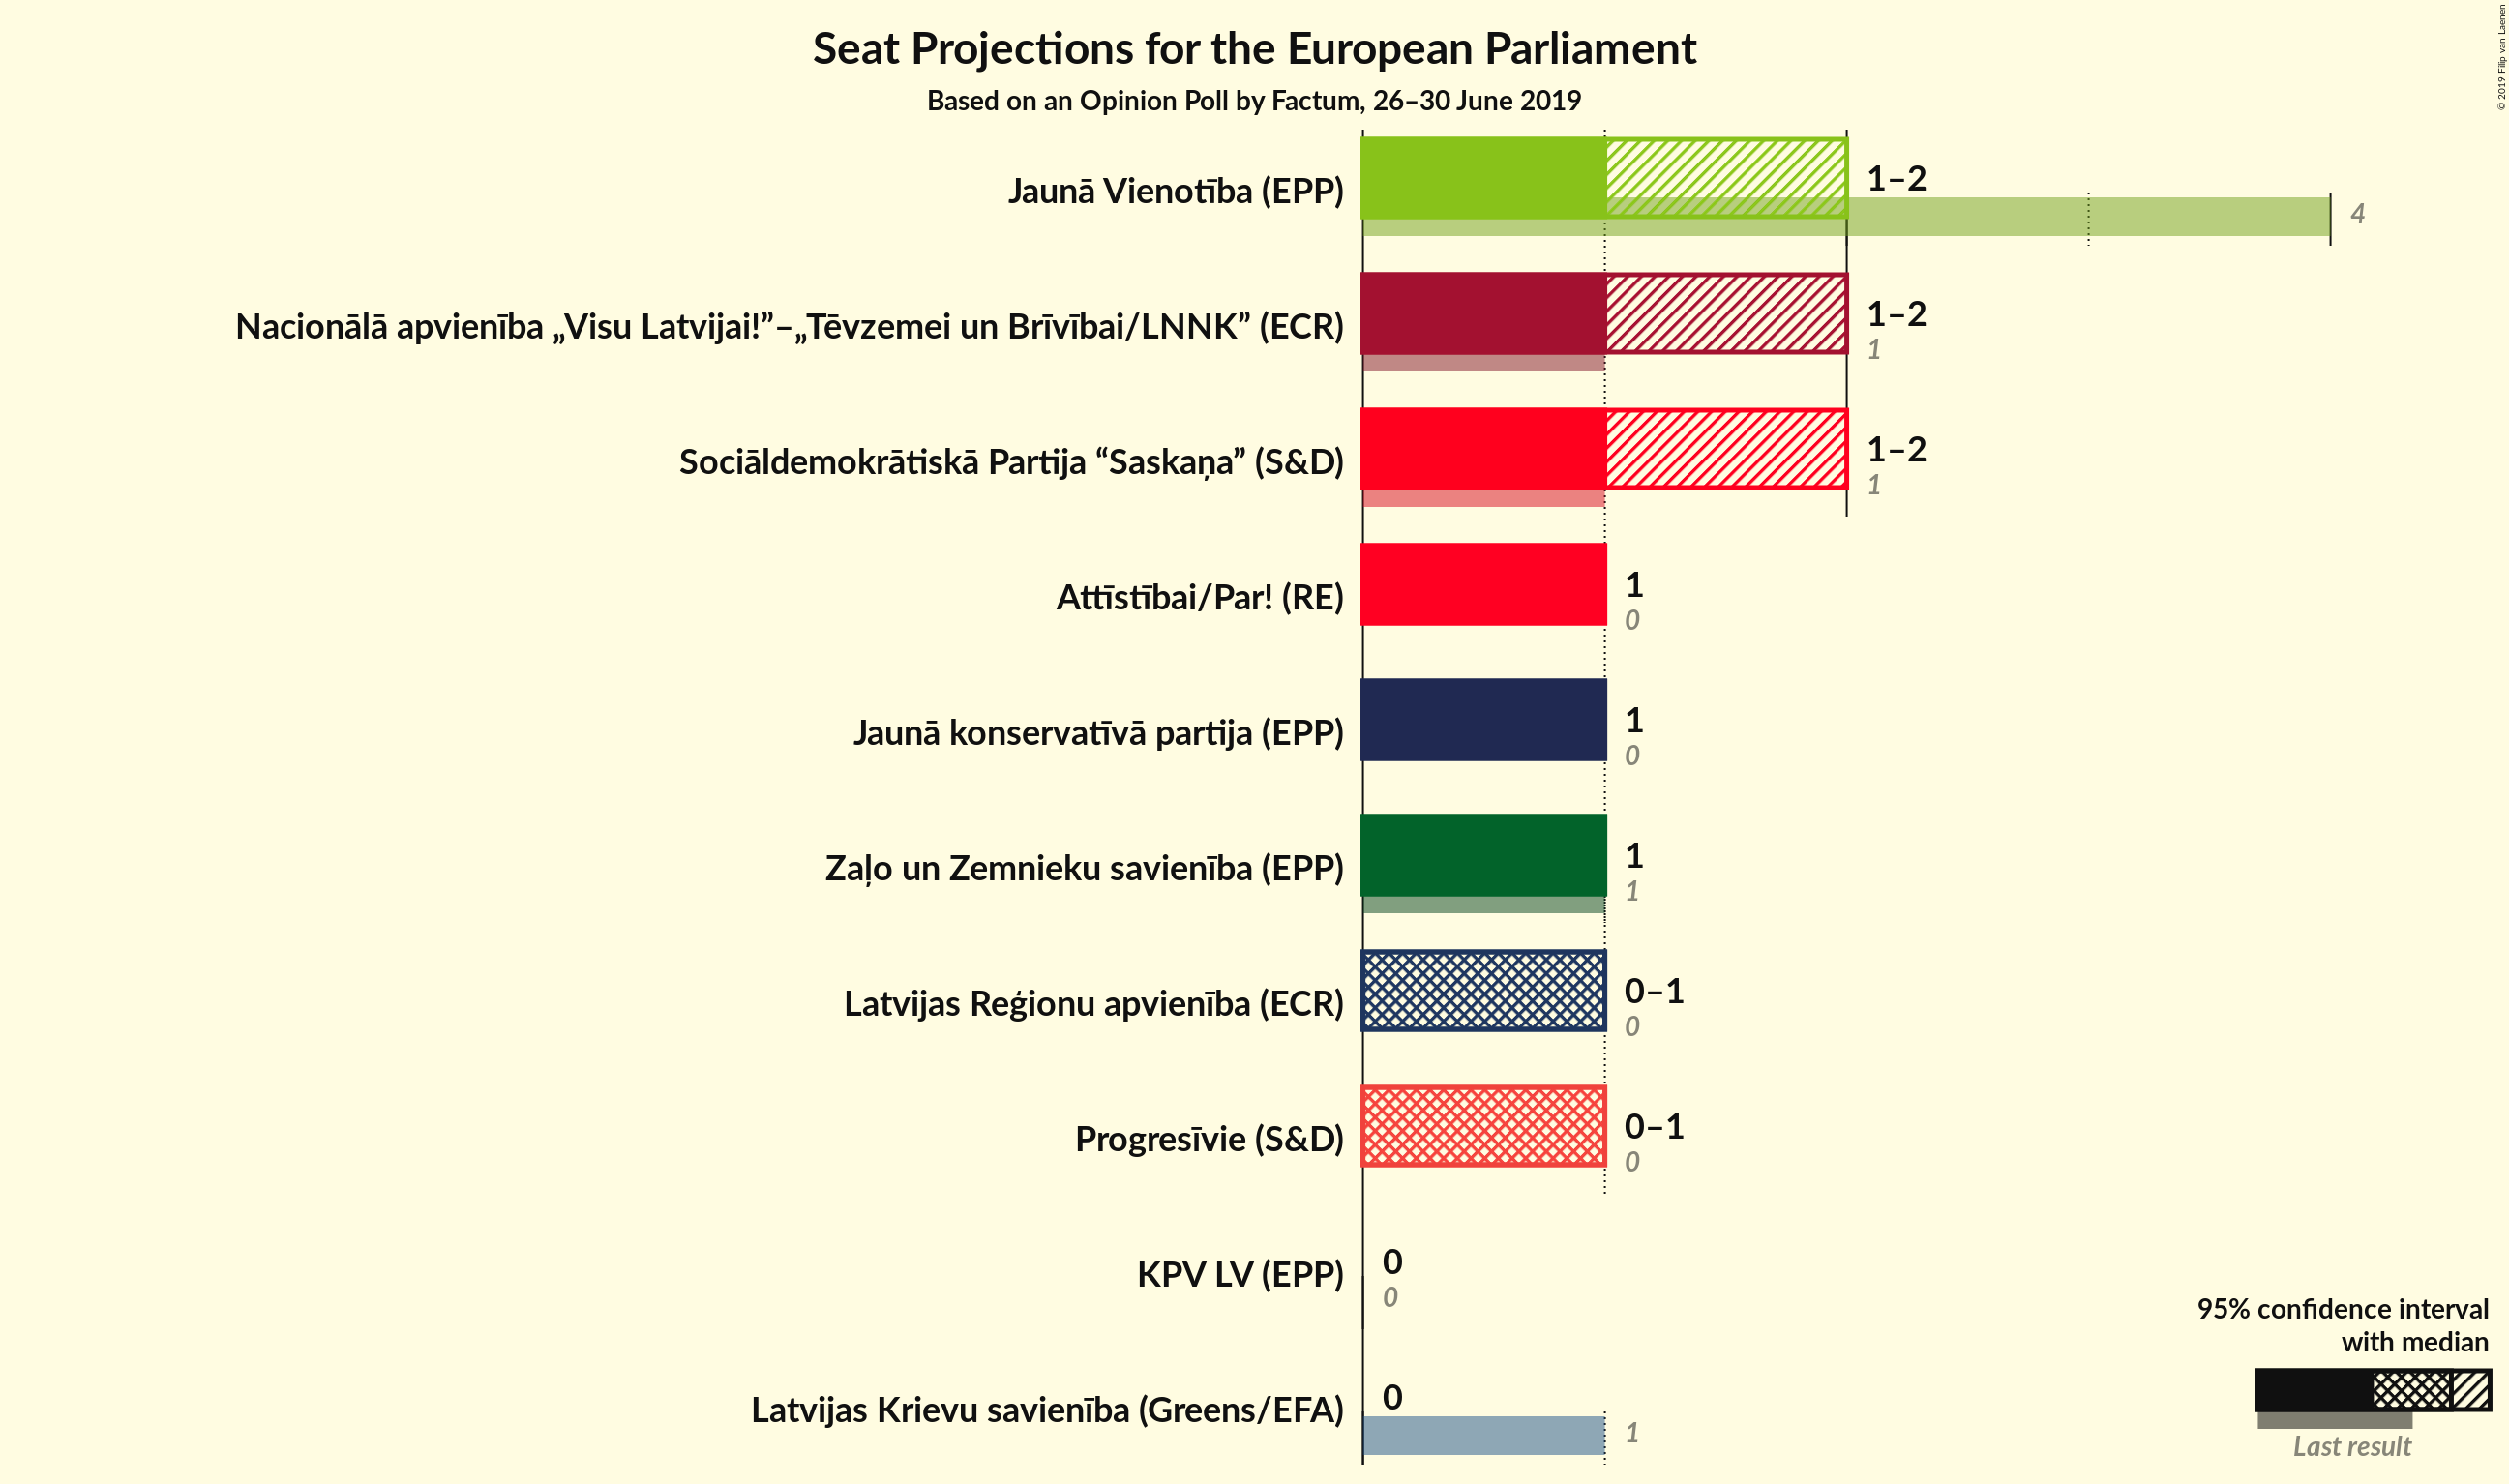 Seat Projections for the European Parliament
Based on an Opinion Poll by Factum, 26–30 June 2019
© 2019 Filip van Laenen
Jaunā Vienotība (EPP)
1–2
4
Nacionālā apvienība „Visu Latvijai!”–„Tēvzemei un Brīvībai/LNNK” (ECR)
1–2
1
Sociāldemokrātiskā Partija “Saskaņa” (S&D)
1–2
1
Attīstībai/Par! (RE)
1
0
Jaunā konservatīvā partija (EPP)
1
0
Zaļo un Zemnieku savienība (EPP)
1
1
Latvijas Reģionu apvienība (ECR)
0–1
0
Progresīvie (S&D)
0–1
0
KPV LV (EPP)
0
0
Latvijas Krievu savienība (Greens/EFA)
0
1
95% confidence interval
with median
Last result